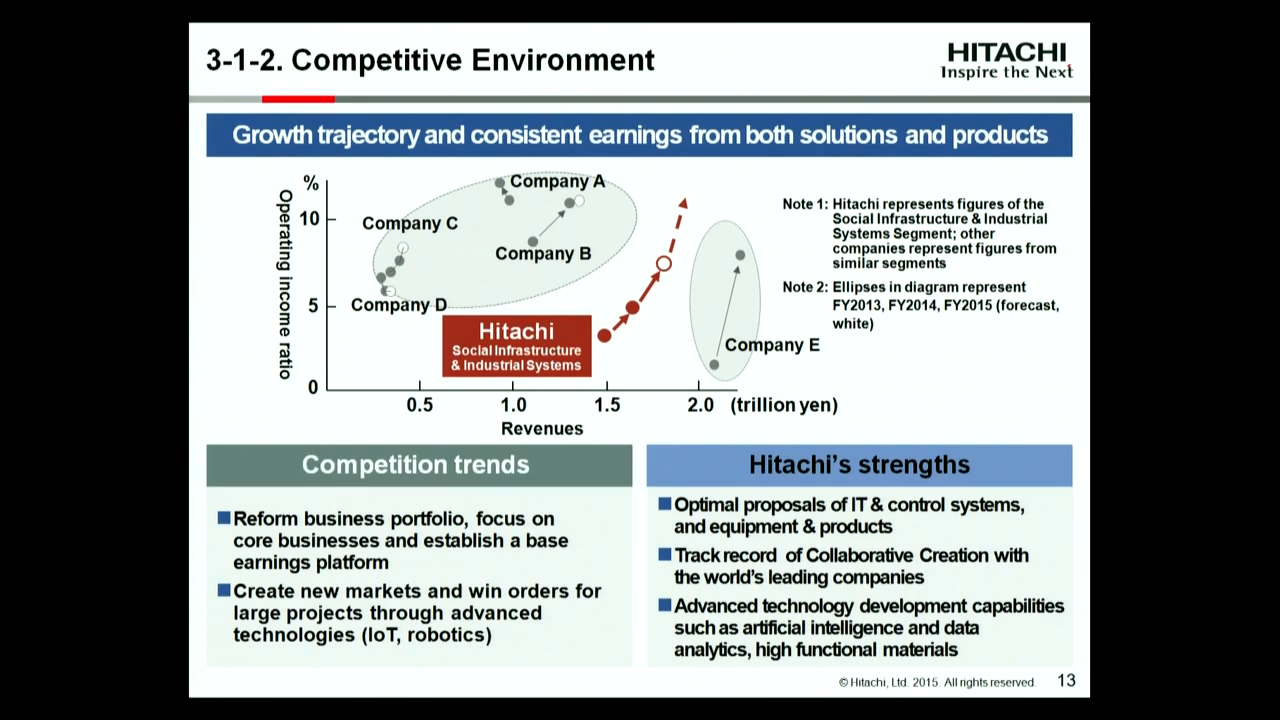 3-1-2. Competitive Environment
HITACHI
Inspire the Next
Growth trajectory and consistent earnings from both solutions and products
%
10
5
0
Operating income ratio
Company A
Company C
Company B
Company D
Hitachi
Social Infrastructure
& Industrial Systems
Company E
0.5
1.0
1.5
2.0
(trillion yen)
Revenues
Note 1: Hitachi represents figures of the
Social Infrastructure & Industrial
Systems Segment; other
companies represent figures from
similar segments
Note 2: Ellipses in diagram represent
FY2013, FY2014, FY2015 (forecast,
white)
Competition trends
Reform business portfolio, focus on
core businesses and establish a base
earnings platform
Create new markets and win orders for
large projects through advanced
technologies (IoT, robotics)
Hitachi's strengths
Optimal proposals of IT & control systems,
and equipment & products
Track record of Collaborative Creation with
the world's leading companies
Advanced technology development capabilities
such as artificial intelligence and data
analytics, high functional materials
© Hitachi, Ltd. 2015. All rights reserved.
13